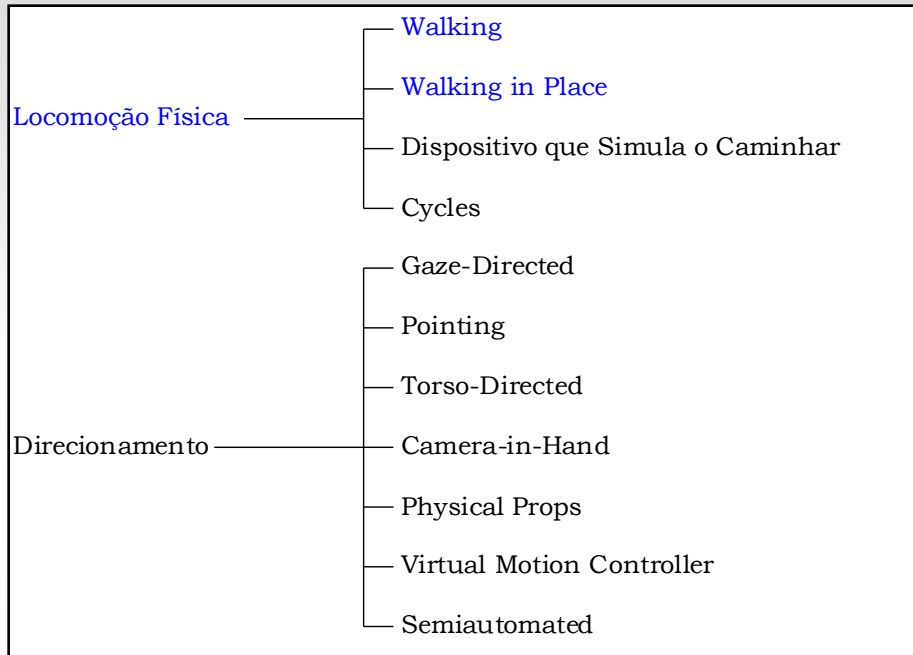 Locomoção Física
Walking
Walking in Place
Dispositivo que Simula o Caminhar
Cycles
Direcionamento
Gaze-Directed
Pointing
Torso-Directed
Camera-in-Hand
Physical Props
Virtual Motion Controller
Semiautomated